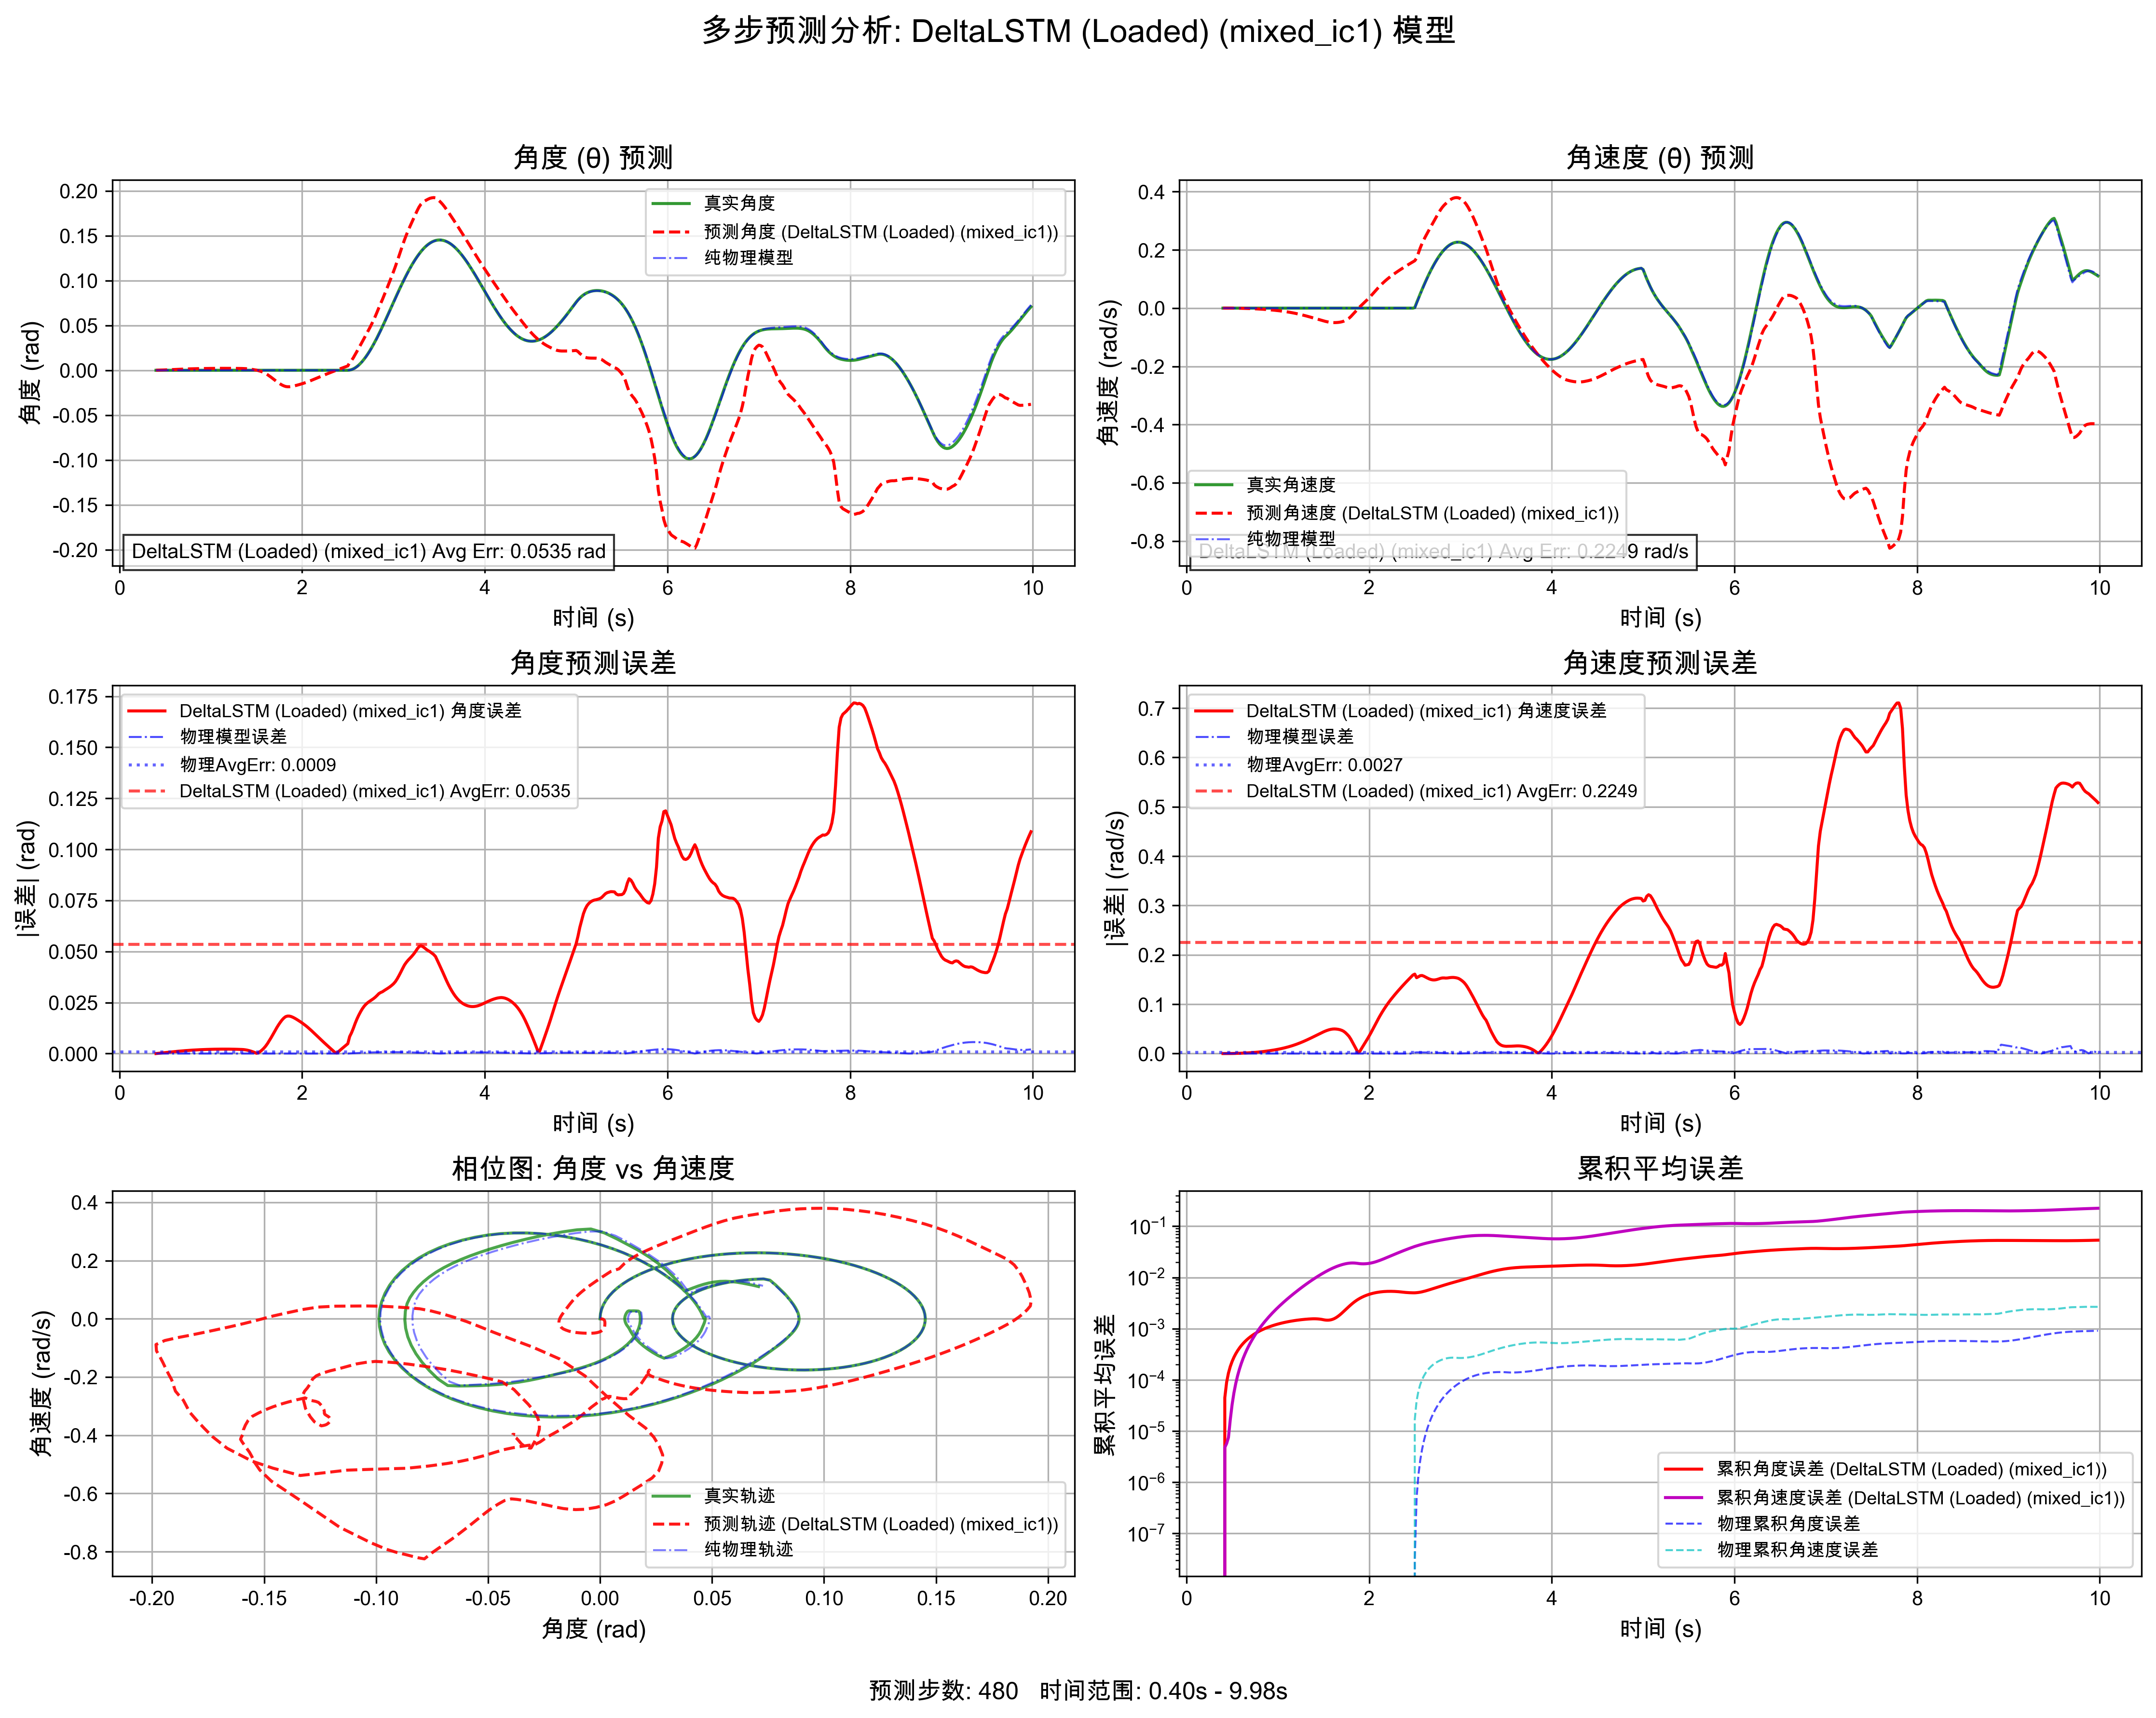 多步预测分析: DeltaLSTM (Loaded) (mixed_ic1) 模型
角度 (θ) 预测
角度 (rad)
0.20
0.15
0.10
0.05
0.00
-0.05
-0.10
-0.15
-0.20
真实角度
预测角度 (DeltaLSTM (Loaded) (mixed_ic1))
纯物理模型
DeltaLSTM (Loaded) (mixed_ic1) Avg Err: 0.0535 rad
0 2 4 6 8 10
时间 (s)
角速度 (θ) 预测
角速度 (rad/s)
0.4
0.2
0.0
-0.2
-0.4
-0.6
-0.8
真实角速度
预测角速度 (DeltaLSTM (Loaded) (mixed_ic1))
纯物理模型
DeltaLSTM (Loaded) (mixed_ic1) Avg Err: 0.2249 rad/s
0 2 4 6 8 10
时间 (s)
角度预测误差
|误差| (rad)
0.175
0.150
0.125
0.100
0.075
0.050
0.025
0.000
DeltaLSTM (Loaded) (mixed_ic1) 角度误差
物理模型误差
物理AvgErr: 0.0009
DeltaLSTM (Loaded) (mixed_ic1) AvgErr: 0.0535
0 2 4 6 8 10
时间 (s)
角速度预测误差
|误差| (rad/s)
0.7
0.6
0.5
0.4
0.3
0.2
0.1
0.0
DeltaLSTM (Loaded) (mixed_ic1) 角速度误差
物理模型误差
物理AvgErr: 0.0027
DeltaLSTM (Loaded) (mixed_ic1) AvgErr: 0.2249
0 2 4 6 8 10
时间 (s)
相位图: 角度 vs 角速度
角速度 (rad/s)
0.4
0.2
0.0
-0.2
-0.4
-0.6
-0.8
真实轨迹
预测轨迹 (DeltaLSTM (Loaded) (mixed_ic1))
纯物理轨迹
-0.20 -0.15 -0.10 -0.05 0.00 0.05 0.10 0.15 0.20
角度 (rad)
累积平均误差
累积平均误差
10⁻¹
10⁻²
10⁻³
10⁻⁴
10⁻⁵
10⁻⁶
10⁻⁷
累积角度误差 (DeltaLSTM (Loaded) (mixed_ic1))
累积角速度误差 (DeltaLSTM (Loaded) (mixed_ic1))
物理累积角度误差
物理累积角速度误差
0 2 4 6 8 10
时间 (s)
预测步数: 480 时间范围: 0.40s - 9.98s